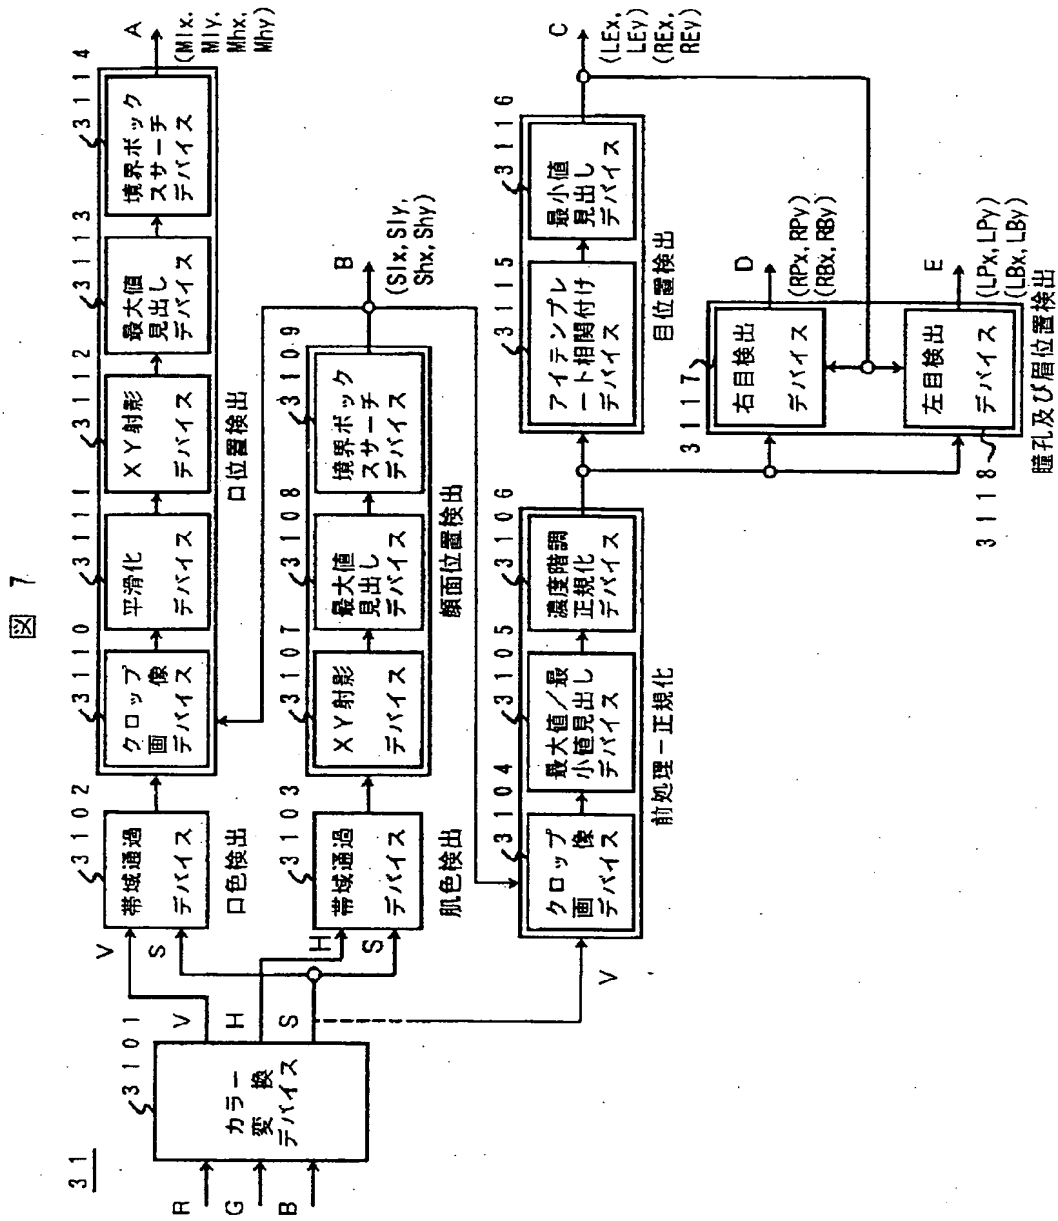 図 7
31
R
G
B
3101
カラー
変 換
デバイス
V
H
S
V
S
3102
帯域通過
デバイス
口色検出
H
S
3103
帯域通過
デバイス
肌色検出
3110
クロップ
画 像
デバイス
3111
平滑化
デバイス
3112
XY射影
デバイス
3113
最大値
見出し
デバイス
3114
境界ボック
スサーチ
デバイス
口位置検出
A
(Mlx,
Mly,
Mhx,
Mhy)
3107
XY射影
デバイス
3108
最大値
見出し
デバイス
3109
境界ボック
スサーチ
デバイス
顔面位置検出
B
(Slx, Sly,
Shx, Shy)
V
3104
クロップ
画 像
デバイス
3105
最大値/最
小値見出し
デバイス
3106
濃度階調
正規化
デバイス
前処理-正規化
3115
アイテンプレ
ート相関付け
デバイス
3116
最小値
見出し
デバイス
目位置検出
C
(LEx,
LEy)
(REx,
REy)
3117
右目検出
デバイス
D
(RPx, RPy)
(RBx, RBy)
3118
左目検出
デバイス
E
(LPx, LPy)
(LBx, LBy)
瞳孔及び眉位置検出